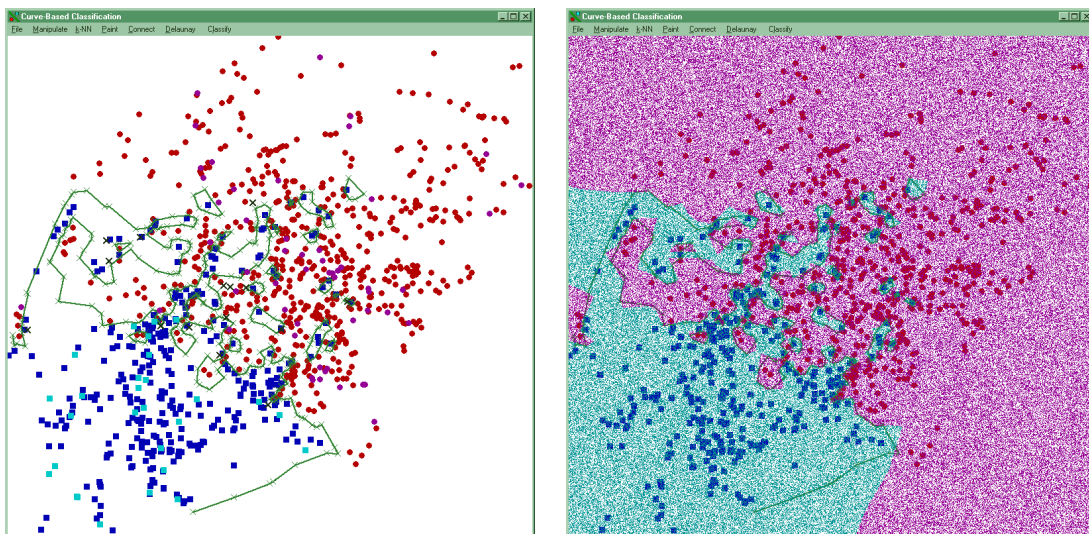 Curve-Based Classification
File Manipulate k-NN Paint Connect Delaunay Classify
Curve-Based Classification
File Manipulate k-NN Paint Connect Delaunay Classify